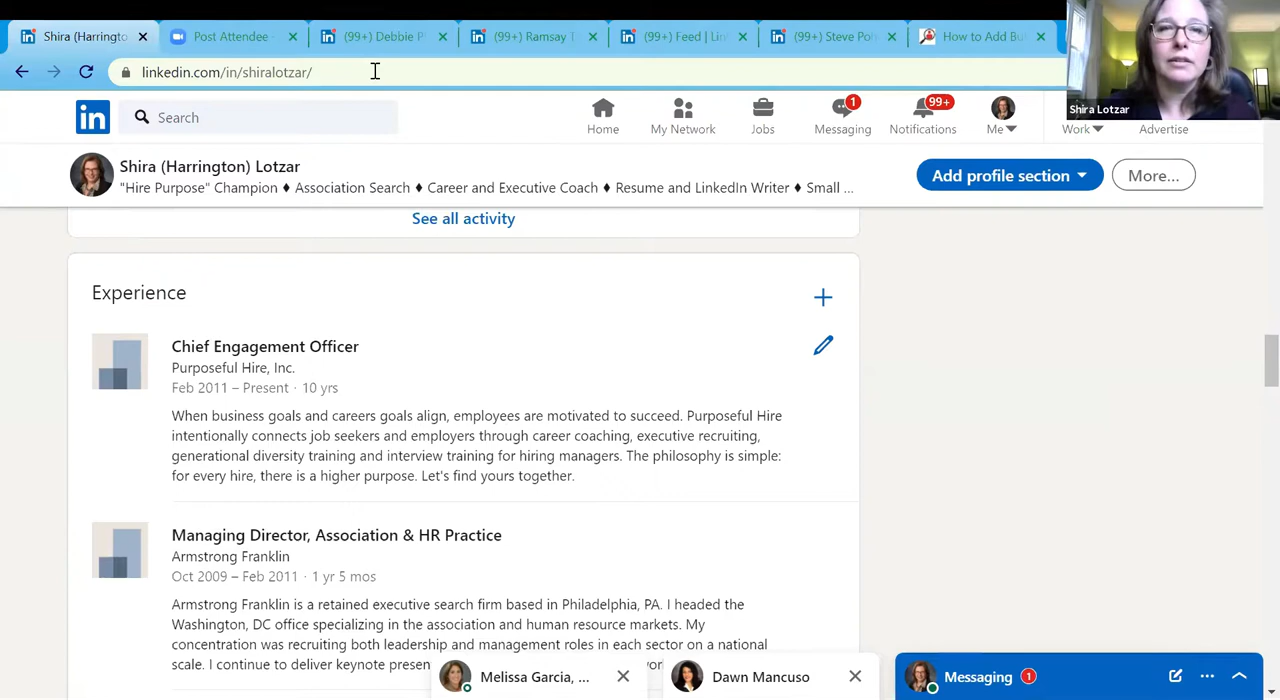 Shira (Harringto
Post Attendee -
(99+) Debbie P
(99+) Ramsay T
(99+) Feed | Lin
(99+) Steve Po
How to Add Bu
linkedin.com/in/shiralotzar/
Shira Lotzar
in
Search
Home
My Network
Jobs
1
Messaging
99+
Notifications
Me
Work
Advertise
Shira (Harrington) Lotzar
"Hire Purpose" Champion ♦ Association Search ♦ Career and Executive Coach ♦ Resume and LinkedIn Writer ♦ Small ...
Add profile section
More...
See all activity
Experience
Chief Engagement Officer
Purposeful Hire, Inc.
Feb 2011 – Present · 10 yrs
When business goals and careers goals align, employees are motivated to succeed. Purposeful Hire
intentionally connects job seekers and employers through career coaching, executive recruiting,
generational diversity training and interview training for hiring managers. The philosophy is simple:
for every hire, there is a higher purpose. Let's find yours together.
Managing Director, Association & HR Practice
Armstrong Franklin
Oct 2009 – Feb 2011 · 1 yr 5 mos
Armstrong Franklin is a retained executive search firm based in Philadelphia, PA. I headed the
Washington, DC office specializing in the association and human resource markets. My
concentration was recruiting both leadership and management roles in each sector on a national
scale. I continue to deliver keynote presen
Melissa Garcia, ...
Dawn Mancuso
Messaging 1